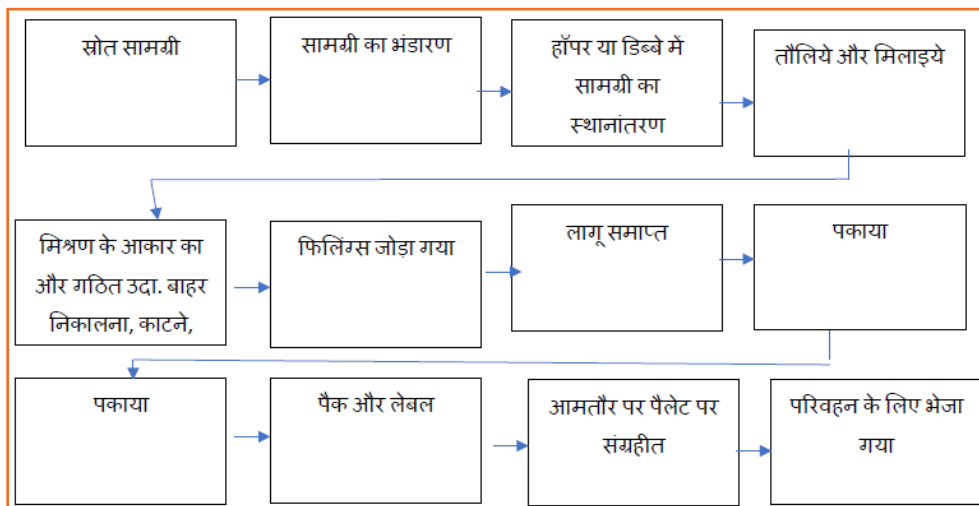 स्रोत सामग्री
सामग्री का भंडारण
हॉपर या डिब्बे में
सामग्री का
स्थानांतरण
तौलिये और मिलाइये
मिश्रण के आकार का
और गठित उदा. बाहर
निकालना, काटने,
फिलिंग्स जोड़ा गया
लागू समाप्त
पकाया
पकाया
पैक और लेबल
आमतौर पर पैलेट पर
संग्रहीत
परिवहन के लिए भेजा
गया